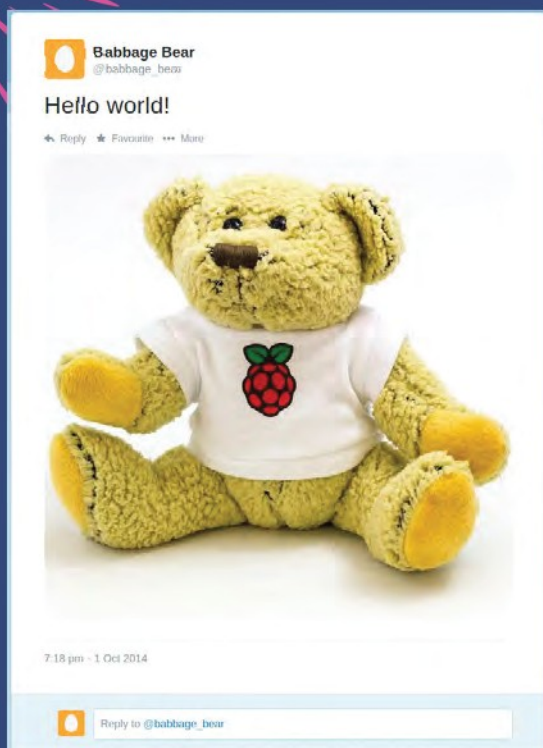 Babbage Bear
@babbage_bear
Hello world!
Reply Favourite ••• More
7:18 pm - 1 Oct 2014
Reply to @babbage_bear